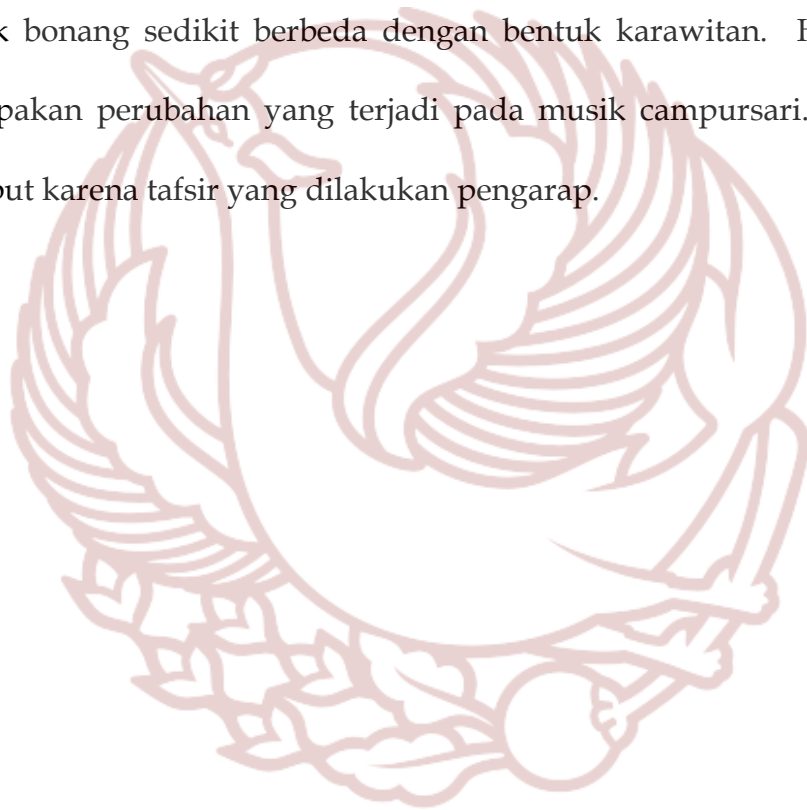 k bonang sedikit berbeda dengan bentuk karawitan.
pakan perubahan yang terjadi pada musik campursari.
but karena tafsir yang dilakukan pengarap.